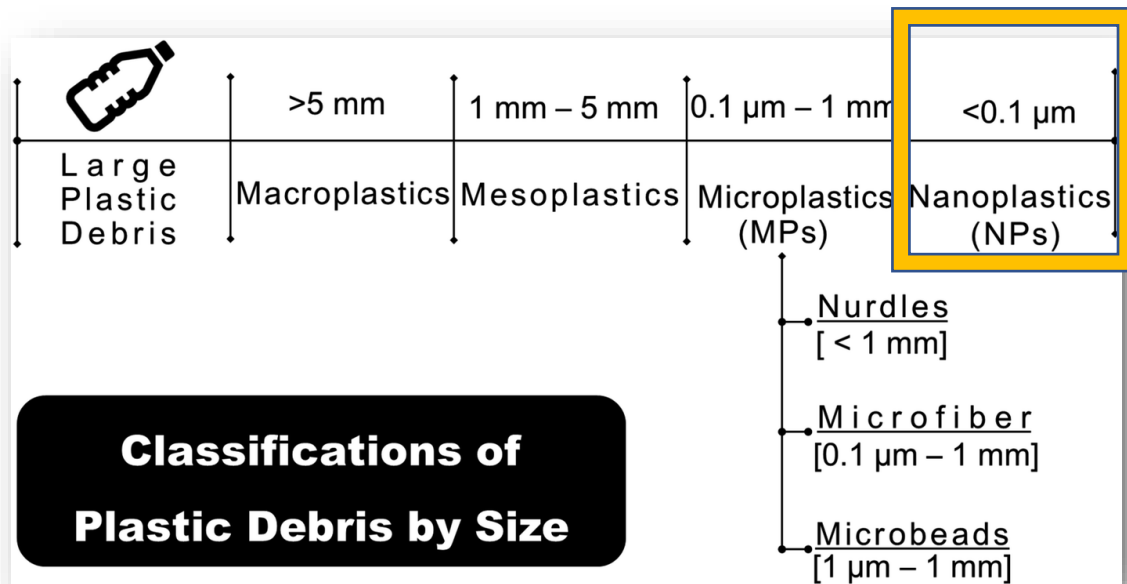 >5 mm
1 mm – 5 mm
0.1 µm – 1 mm
<0.1 µm
Large
Plastic
Debris
Macroplastics
Mesoplastics
Microplastics
(MPs)
Nanoplastics
(NPs)
Nurdles
[ < 1 mm]
Microfiber
[0.1 µm – 1 mm]
Microbeads
[1 µm – 1 mm]
Classifications of
Plastic Debris by Size